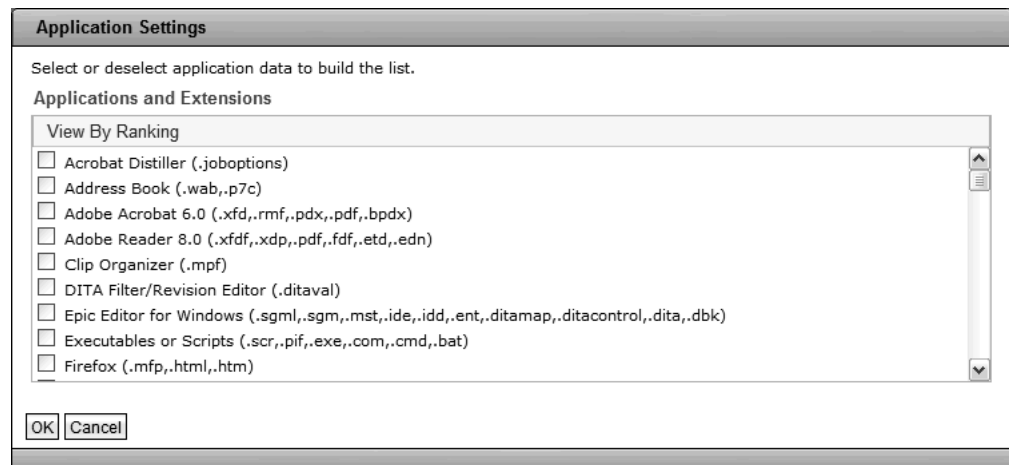 Application Settings
Select or deselect application data to build the list.
Applications and Extensions
View By Ranking
Acrobat Distiller (.joboptions)
Address Book (.wab,.p7c)
Adobe Acrobat 6.0 (.xfd,.rmf,.pdx,.pdf,.bpdx)
Adobe Reader 8.0 (.xfdf,.xdp,.pdf,.fdf,.etd,.edn)
Clip Organizer (.mpf)
DITA Filter/Revision Editor (.ditaval)
Epic Editor for Windows (.sgml,.sgm,.mst,.ide,.idd,.ent,.ditamap,.ditacontrol,.dita,.dbk)
Executables or Scripts (.scr,.pif,.exe,.com,.cmd,.bat)
Firefox (.mfp,.html,.htm)
OK Cancel